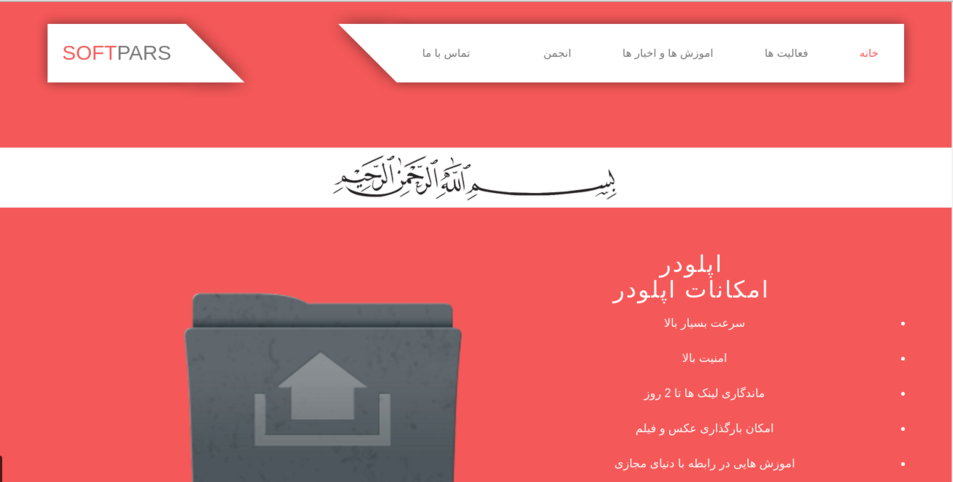 SOFTPARS
خانه
فعالیت ها
اموزش ها و اخبار ها
انجمن
تماس با ما
بسم الله الرحمن الرحیم
اپلودر
امکانات اپلودر
سرعت بسیار بالا
امنیت بالا
ماندگاری لینک ها تا 2 روز
امکان بارگذاری عکس و فیلم
اموزش هایی در رابطه با دنیای مجازی